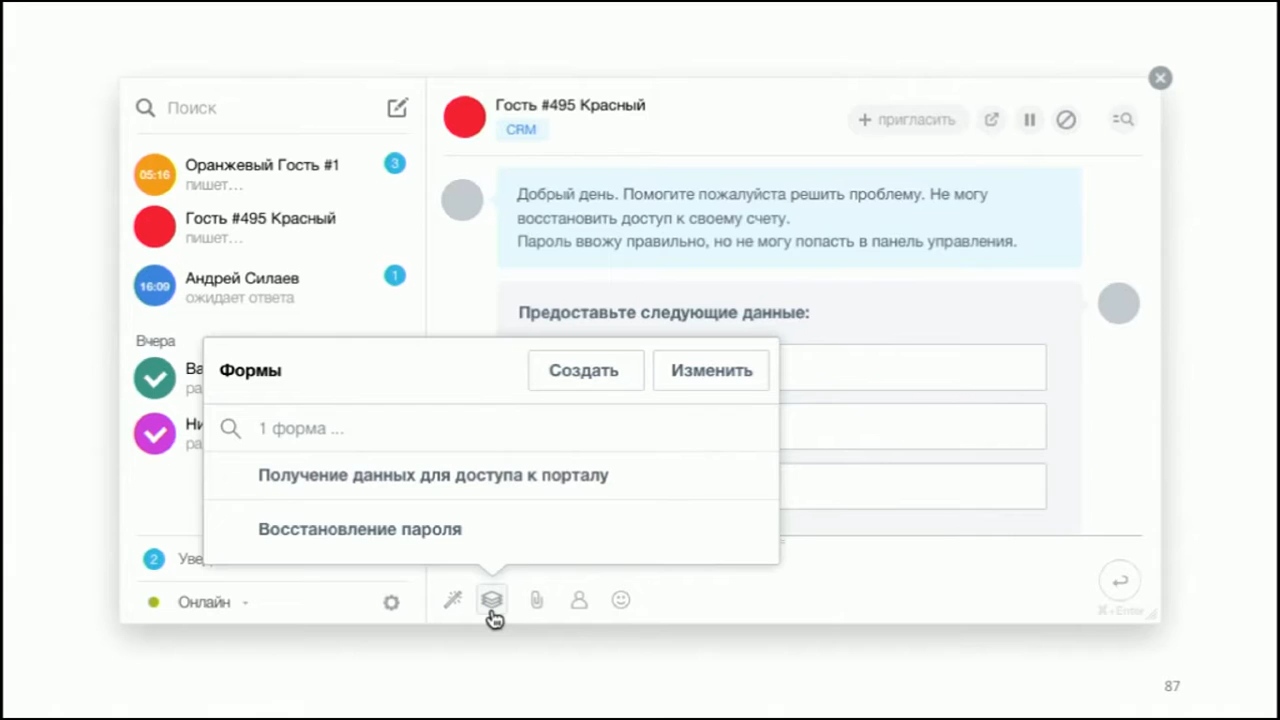 Поиск
Гость #495 Красный
CRM
+ пригласить
05:16
Оранжевый Гость #1
3
пишет...
Гость #495 Красный
пишет...
16:09
Андрей Силаев
1
ожидает ответа
Вчера
Добрый день. Помогите пожалуйста решить проблему. Не могу
восстановить доступ к своему счету.
Пароль ввожу правильно, но не могу попасть в панель управления.
Предоставьте следующие данные:
Формы
Создать
Изменить
1 форма ...
Получение данных для доступа к порталу
Восстановление пароля
2
Онлайн
⌘+Enter
87